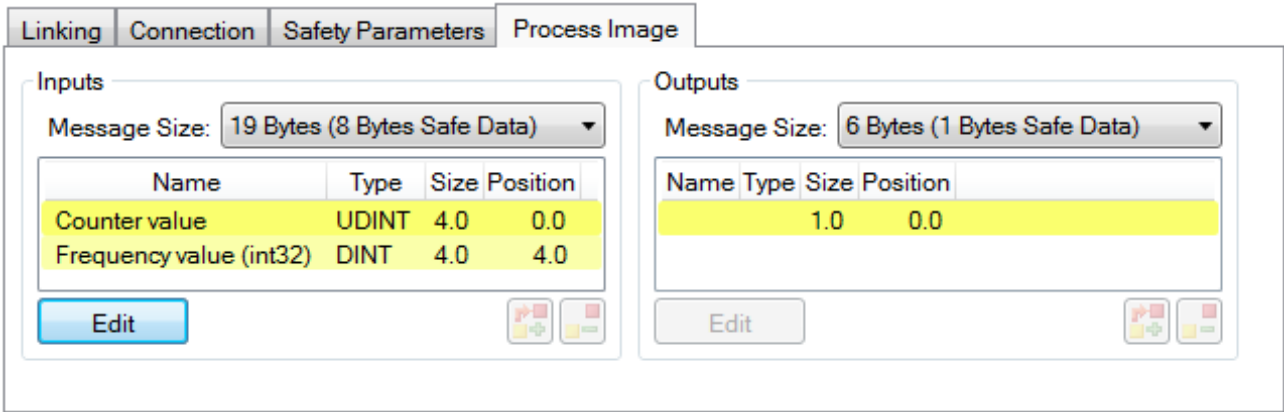 Linking Connection Safety Parameters Process Image
Inputs
Message Size: 19 Bytes (8 Bytes Safe Data)
Name Type Size Position
Counter value UDINT 4.0 0.0
Frequency value (int32) DINT 4.0 4.0
Edit
Outputs
Message Size: 6 Bytes (1 Bytes Safe Data)
Name Type Size Position
1.0 0.0
Edit